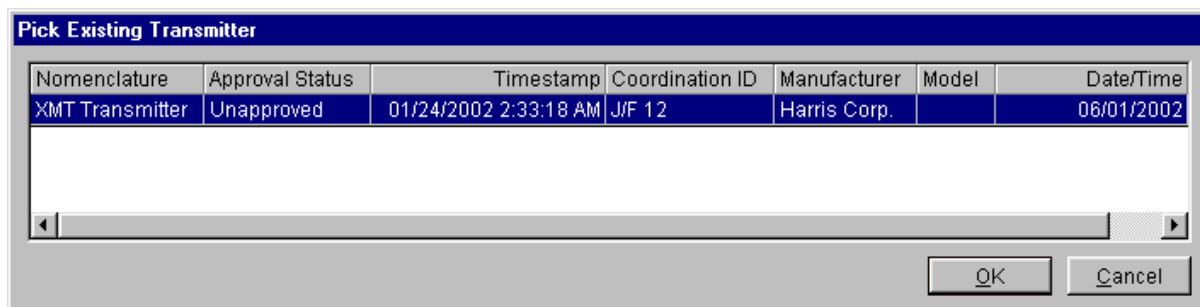 Pick Existing Transmitter
Nomenclature Approval Status Timestamp Coordination ID Manufacturer Model Date/Time
XMT Transmitter Unapproved 01/24/2002 2:33:18 AM J/F 12 Harris Corp. 06/01/2002
OK Cancel